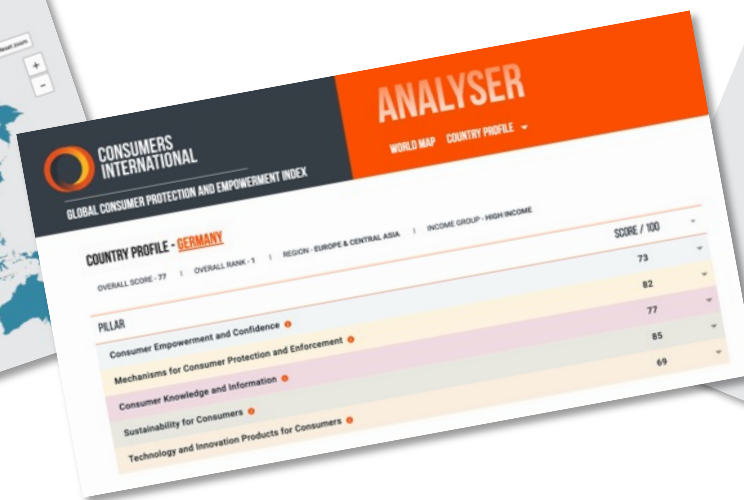 Reset zoom
+
-
CONSUMERS
INTERNATIONAL
GLOBAL CONSUMER PROTECTION AND EMPOWERMENT INDEX
ANALYSER
WORLD MAP COUNTRY PROFILE
COUNTRY PROFILE - GERMANY
OVERALL SCORE - 77 | OVERALL RANK - 1 | REGION - EUROPE & CENTRAL ASIA | INCOME GROUP - HIGH INCOME
PILLAR SCORE / 100
Consumer Empowerment and Confidence 73
Mechanisms for Consumer Protection and Enforcement 82
Consumer Knowledge and Information 77
Sustainability for Consumers 85
Technology and Innovation Products for Consumers 69